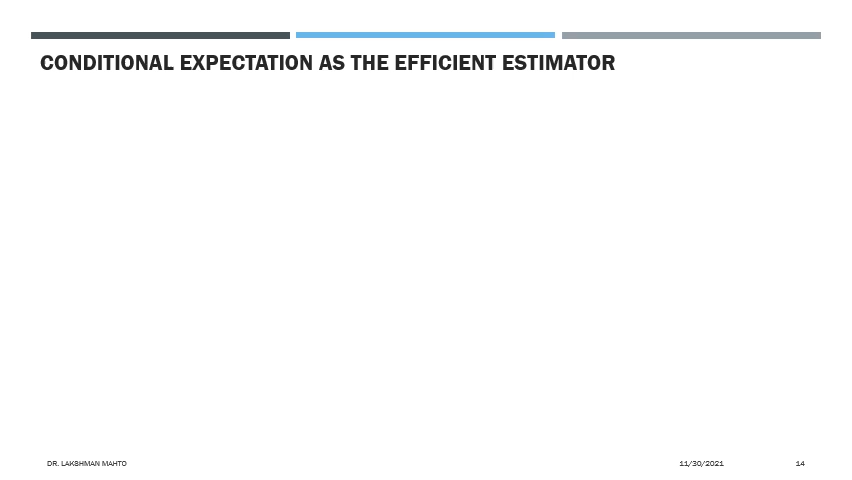 CONDITIONAL EXPECTATION AS THE EFFICIENT ESTIMATOR
DR. LAKSHMAN MAHTO
11/30/2021
14